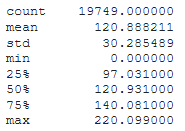 count    19749.000000
mean       120.888211
std         30.285489
min          0.000000
25%         97.031000
50%        120.931000
75%        140.081000
max        220.099000